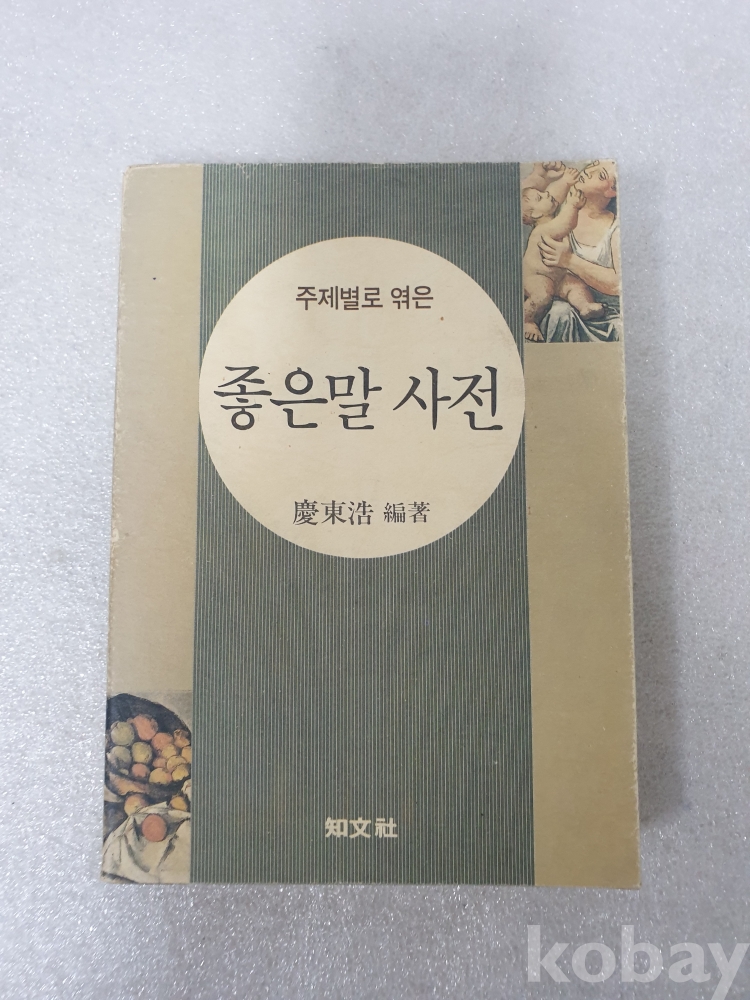 주제별로 엮은
좋은말 사전
慶東浩 編著
知文社
kobay